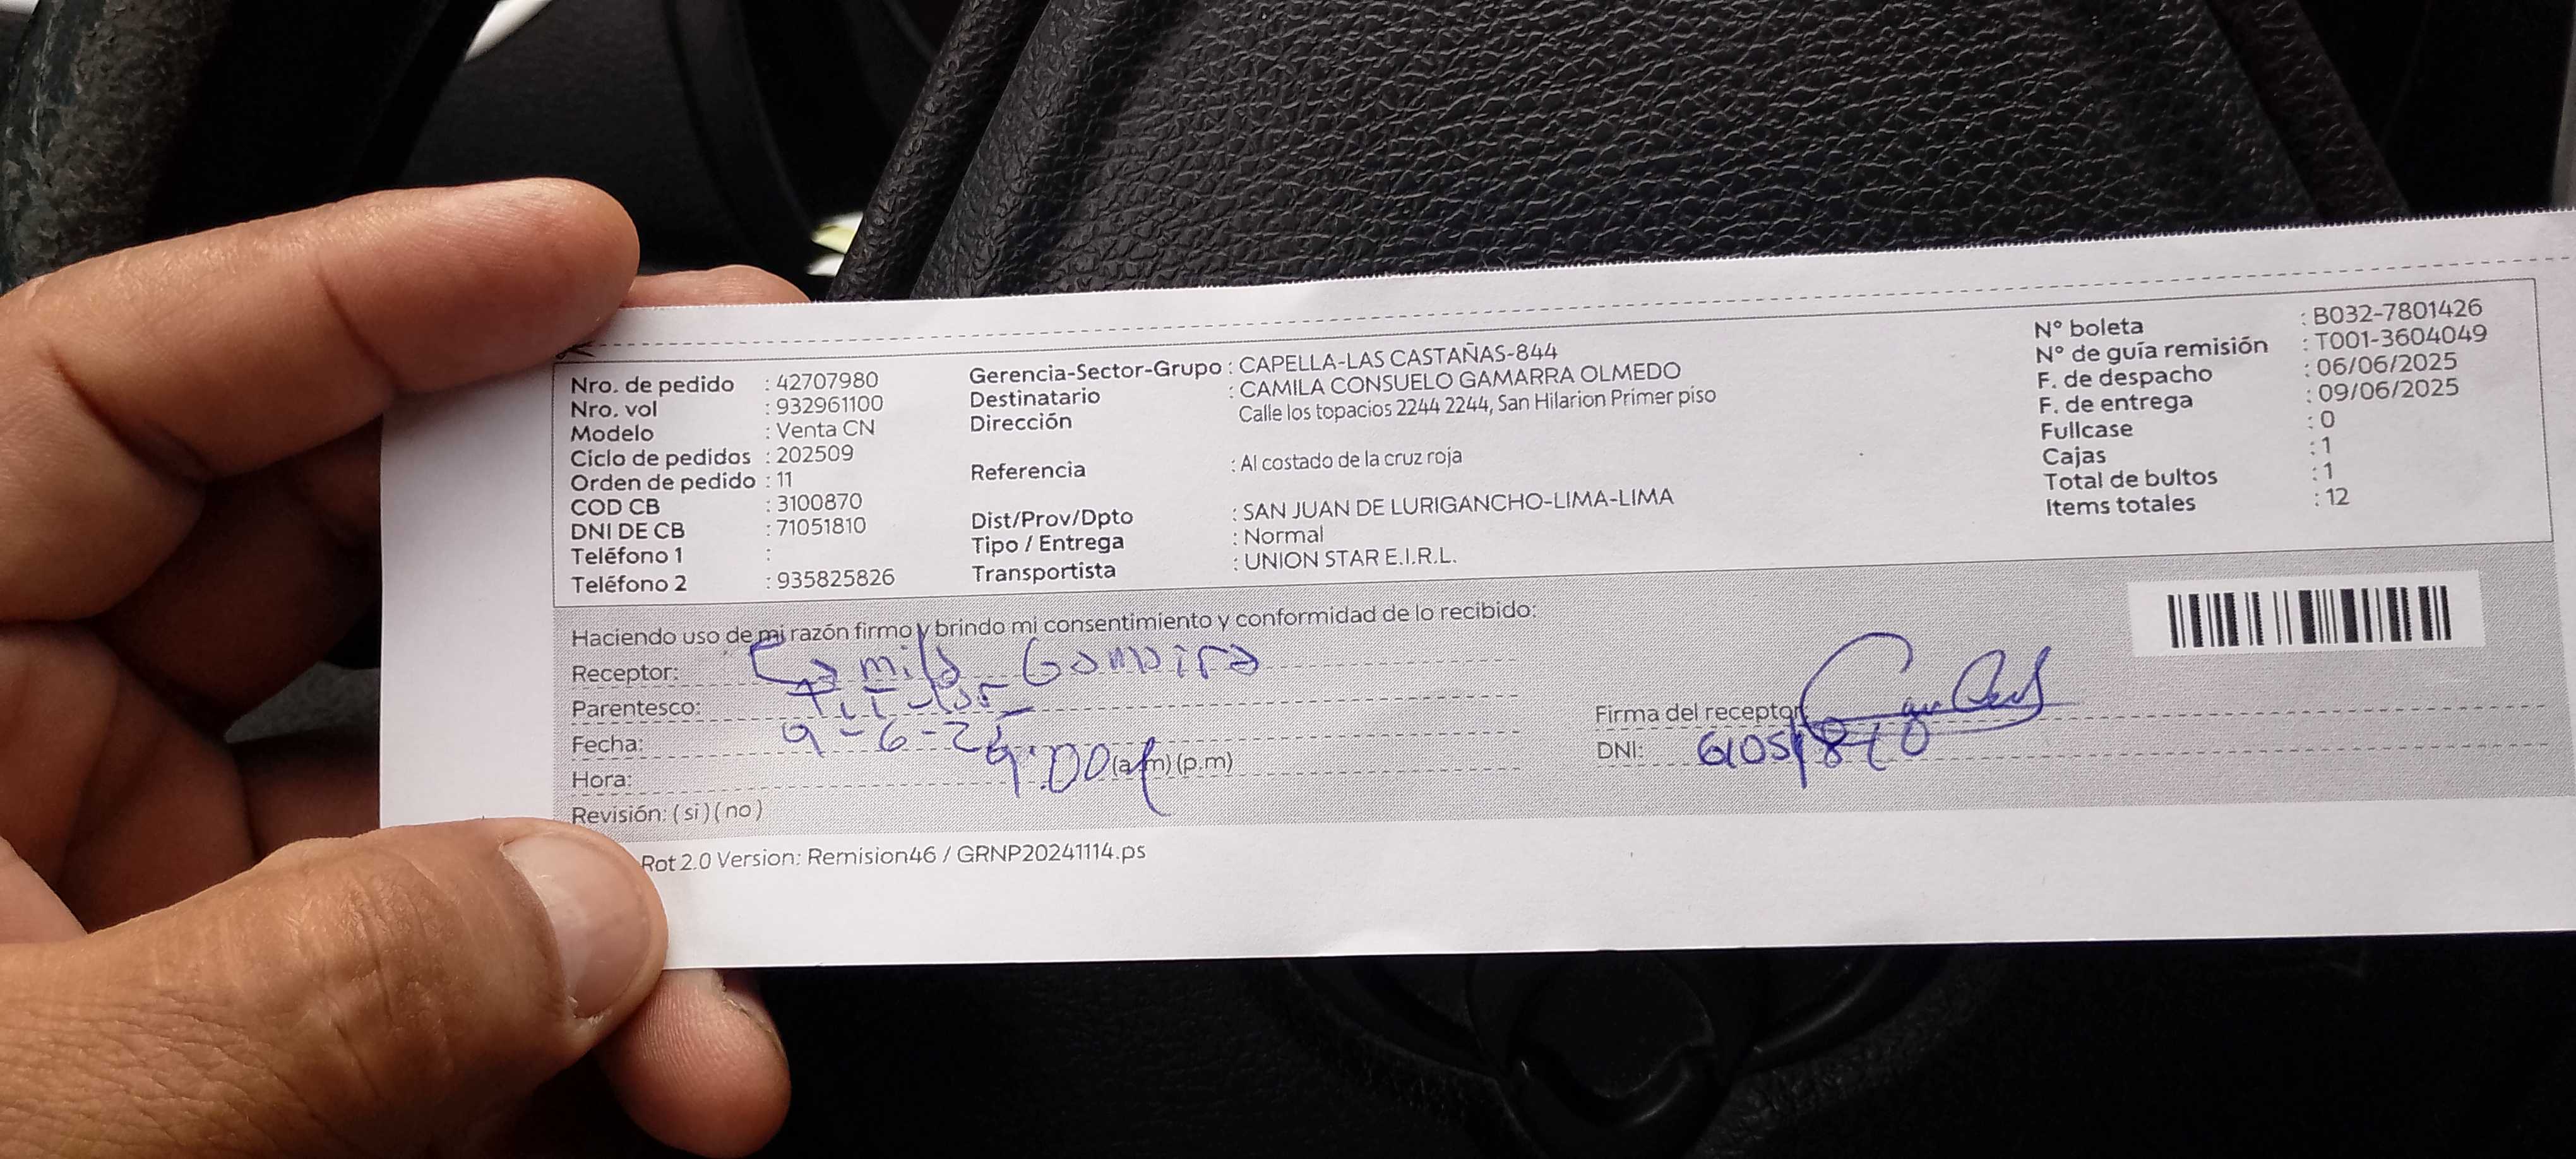 Nro. de pedido : 42707980
Nro. vol : 932961100
Modelo : Venta CN
Ciclo de pedidos : 202509
Orden de pedido : 11
COD CB : 3100870
DNI DE CB : 71051810
Teléfono 1 :
Teléfono 2 : 935825826
Gerencia-Sector-Grupo : CAPELLA-LAS CASTAÑAS-844
Destinatario : CAMILA CONSUELO GAMARRA OLMEDO
Dirección Calle los topacios 2244 2244, San Hilarion Primer piso
Referencia : Al costado de la cruz roja
Dist/Prov/Dpto : SAN JUAN DE LURIGANCHO-LIMA-LIMA
Tipo / Entrega : Normal
Transportista : UNION STAR E.I.R.L.
N° boleta : B032-7801426
N° de guía remisión : T001-3604049
F. de despacho : 06/06/2025
F. de entrega : 09/06/2025
Fullcase : 0
Cajas : 1
Total de bultos : 1
Items totales : 12
Haciendo uso de mi razón firmo y brindo mi consentimiento y conformidad de lo recibido:
Receptor: Camila
Parentesco: Titular
Fecha: 9-6-25
Hora: 9:00 (a.m) (p.m)
Revisión: (si) (no)
Firma del receptor
DNI:
Rot 2.0 Version: Remision46 / GRNP20241114.ps